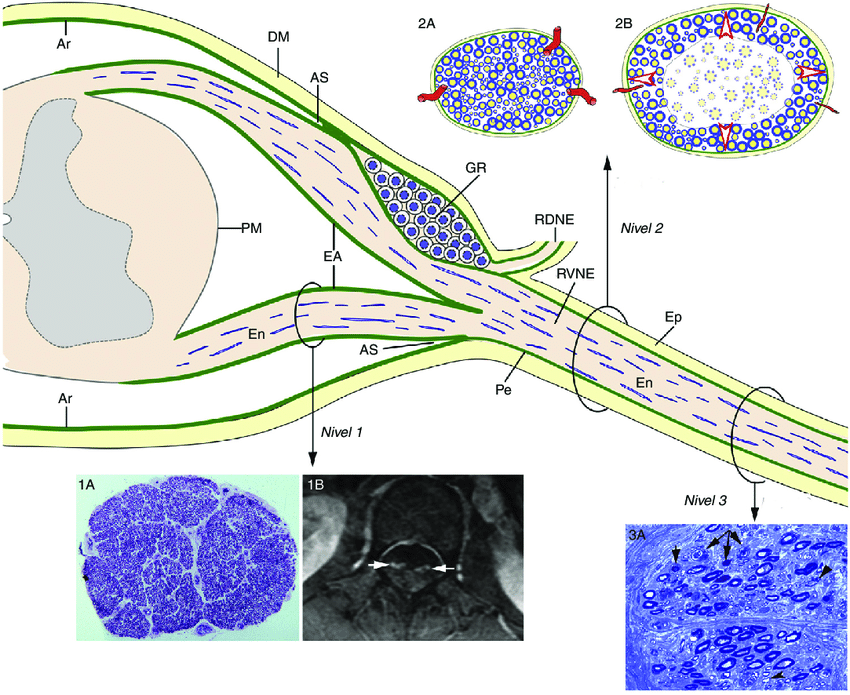 Ar
DM
2A
2B
AS
GR
RDNE
PM
Nivel 2
EA
RVNE
Ep
En
AS
En
Pe
Ar
Nivel 1
1A
1B
Nivel 3
3A